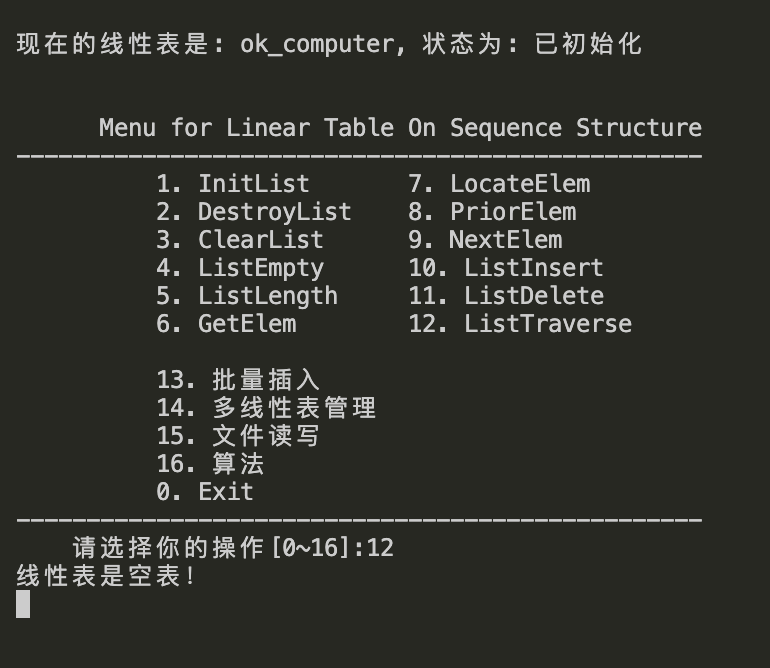 现在的线性表是: ok_computer, 状态为: 已初始化
Menu for Linear Table On Sequence Structure
-------------------------------------------------
1. InitList 7. LocateElem
2. DestroyList 8. PriorElem
3. ClearList 9. NextElem
4. ListEmpty 10. ListInsert
5. ListLength 11. ListDelete
6. GetElem 12. ListTraverse
13. 批量插入
14. 多线性表管理
15. 文件读写
16. 算法
0. Exit
-------------------------------------------------
请选择你的操作[0~16]:12
线性表是空表!